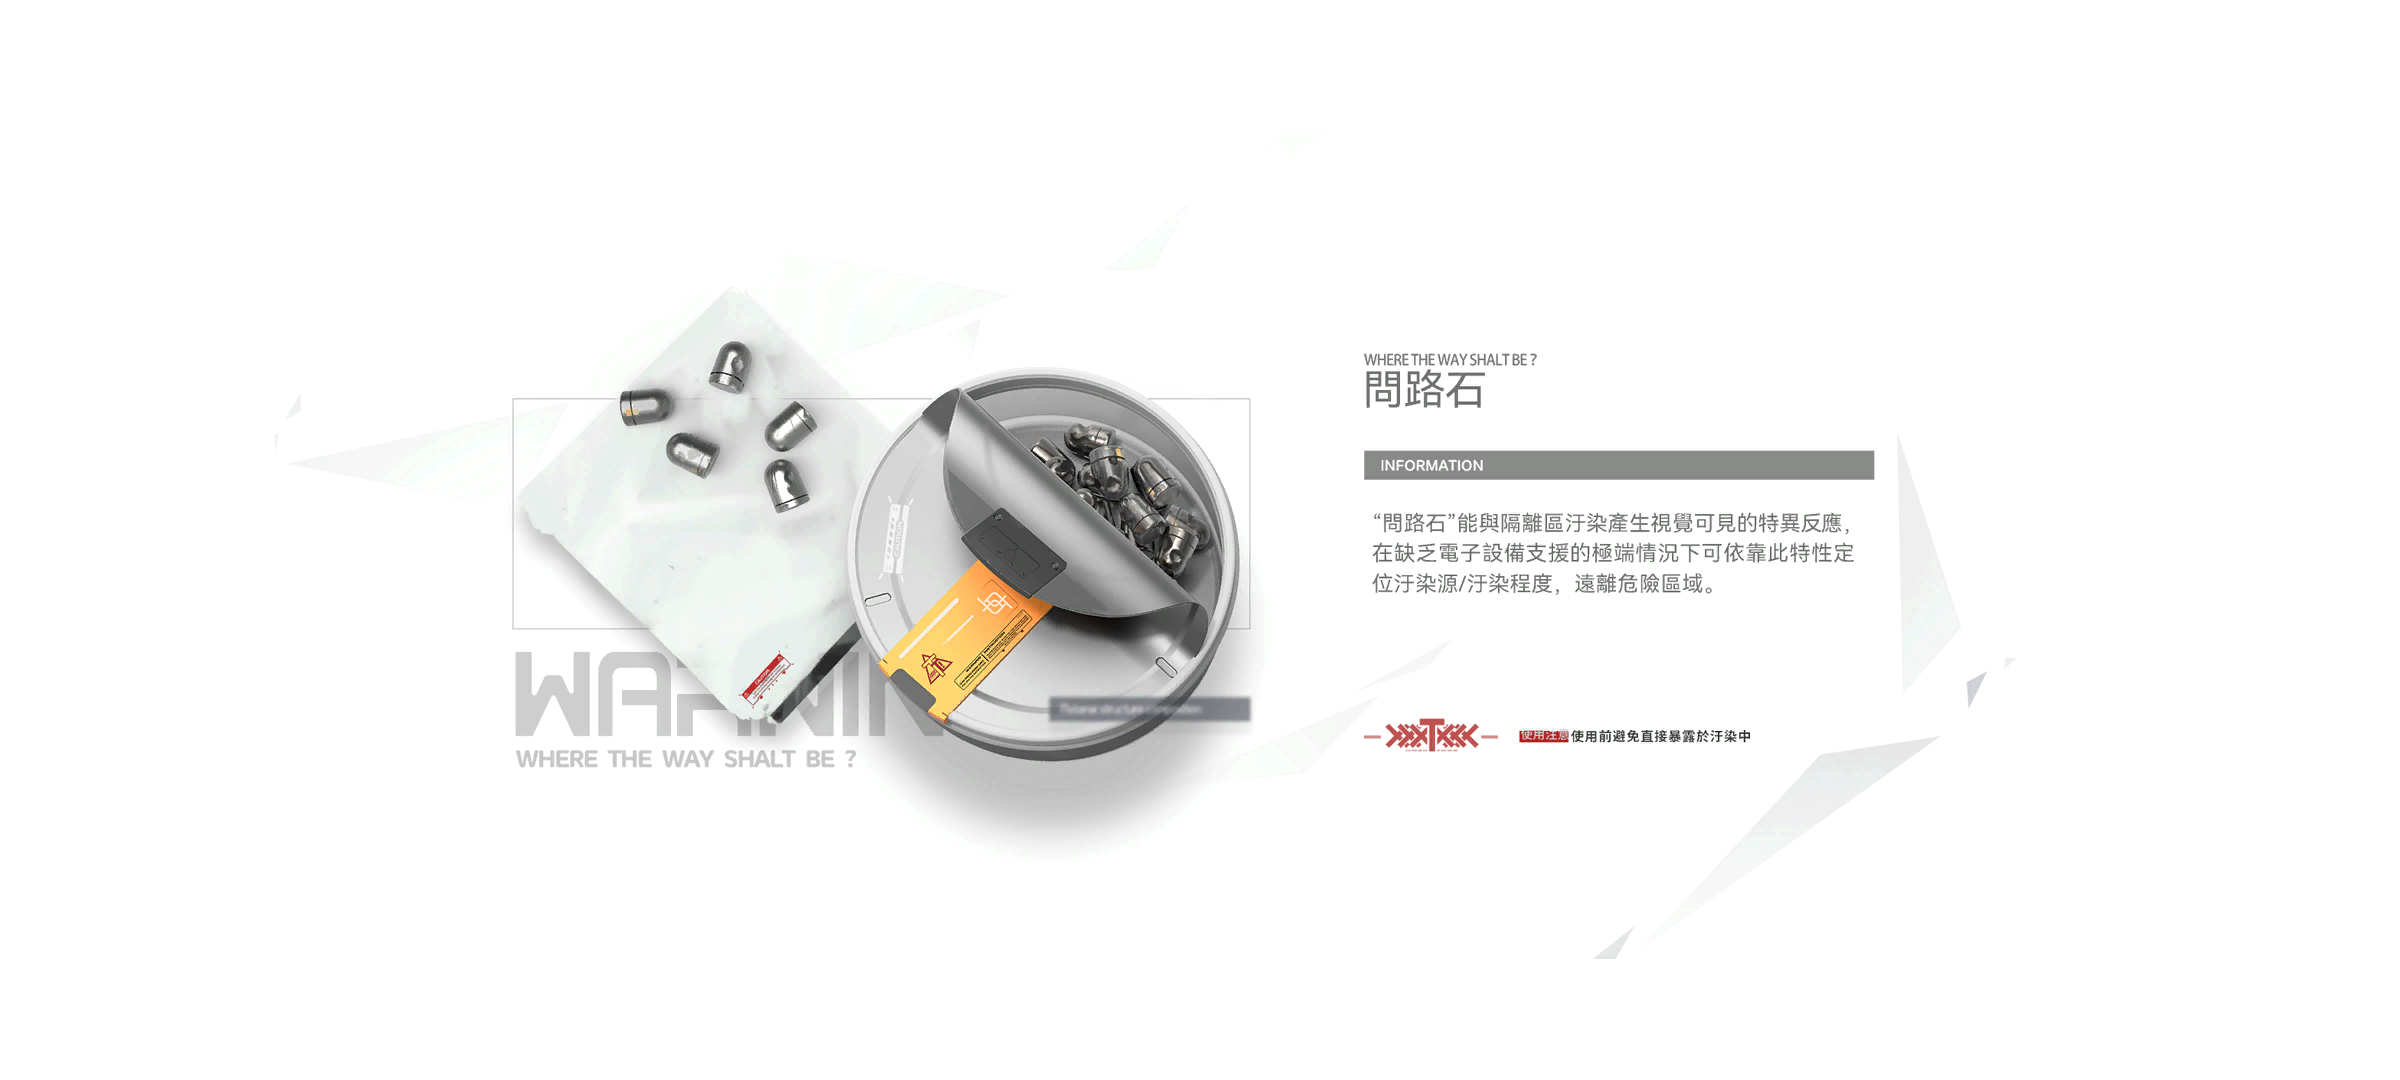 WHERE THE WAY SHALT BE ?
問路石
INFORMATION
“問路石”能與隔離區汙染產生視覺可見的特異反應，
在缺乏電子設備支援的極端情況下可依靠此特性定
位汙染源/汙染程度，遠離危險區域。
使用注意 使用前避免直接暴露於汙染中
CAUTION
WHERE THE WAY SHALT BE ?